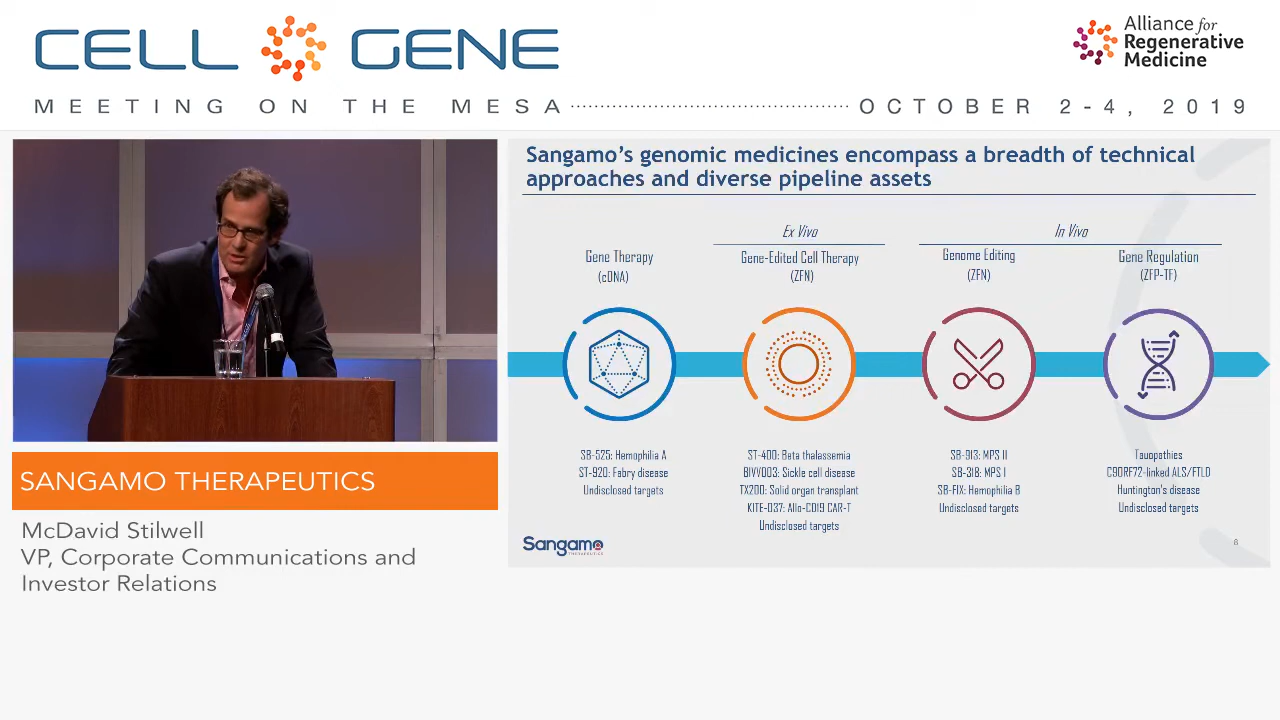 CELL GENE
Alliance for
Regenerative
Medicine
MEETING ON THE MESA
OCTOBER 2-4, 2019
Sangamo's genomic medicines encompass a breadth of technical
approaches and diverse pipeline assets
Ex Vivo
In Vivo
Gene Therapy
(cDNA)
Gene-Edited Cell Therapy
(ZFN)
Genome Editing
(ZFN)
Gene Regulation
(ZFP-TF)
SB-525: Hemophilia A
ST-920: Fabry disease
Undisclosed targets
ST-400: Beta thalassemia
BIVV003: Sickle cell disease
TX200: Solid organ transplant
KITE-037: Allo-CD19 CAR-T
Undisclosed targets
SB-913: MPS II
SB-318: MPS I
SB-FIX: Hemophilia B
Undisclosed targets
Tauopathies
C9ORF72-linked ALS/FTLD
Huntington's disease
Undisclosed targets
Sangamo
THERAPEUTICS
8
SANGAMO THERAPEUTICS
McDavid Stilwell
VP, Corporate Communications and
Investor Relations